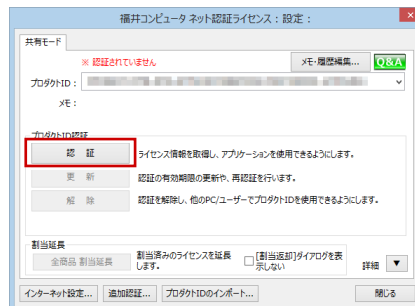 福井コンピュータ ネット認証ライセンス : 設定 :
共有モード
※ 認証されていません
メモ・履歴編集...
Q&A
プロダクトID :
メモ :
プロダクトID認証
認 証
ライセンス情報を取得し、アプリケーションを使用できるようにします。
更 新
認証の有効期限の更新や、再認証を行います。
解 除
認証を解除し、他のPC/ユーザーでプロダクトIDを使用できるようにします。
割当延長
全商品 割当延長
割当済みのライセンスを延長
します。
[割当返却]ダイアログを表
示しない
詳細 ▼
インターネット設定...
追加認証...
プロダクトIDのインポート...
閉じる